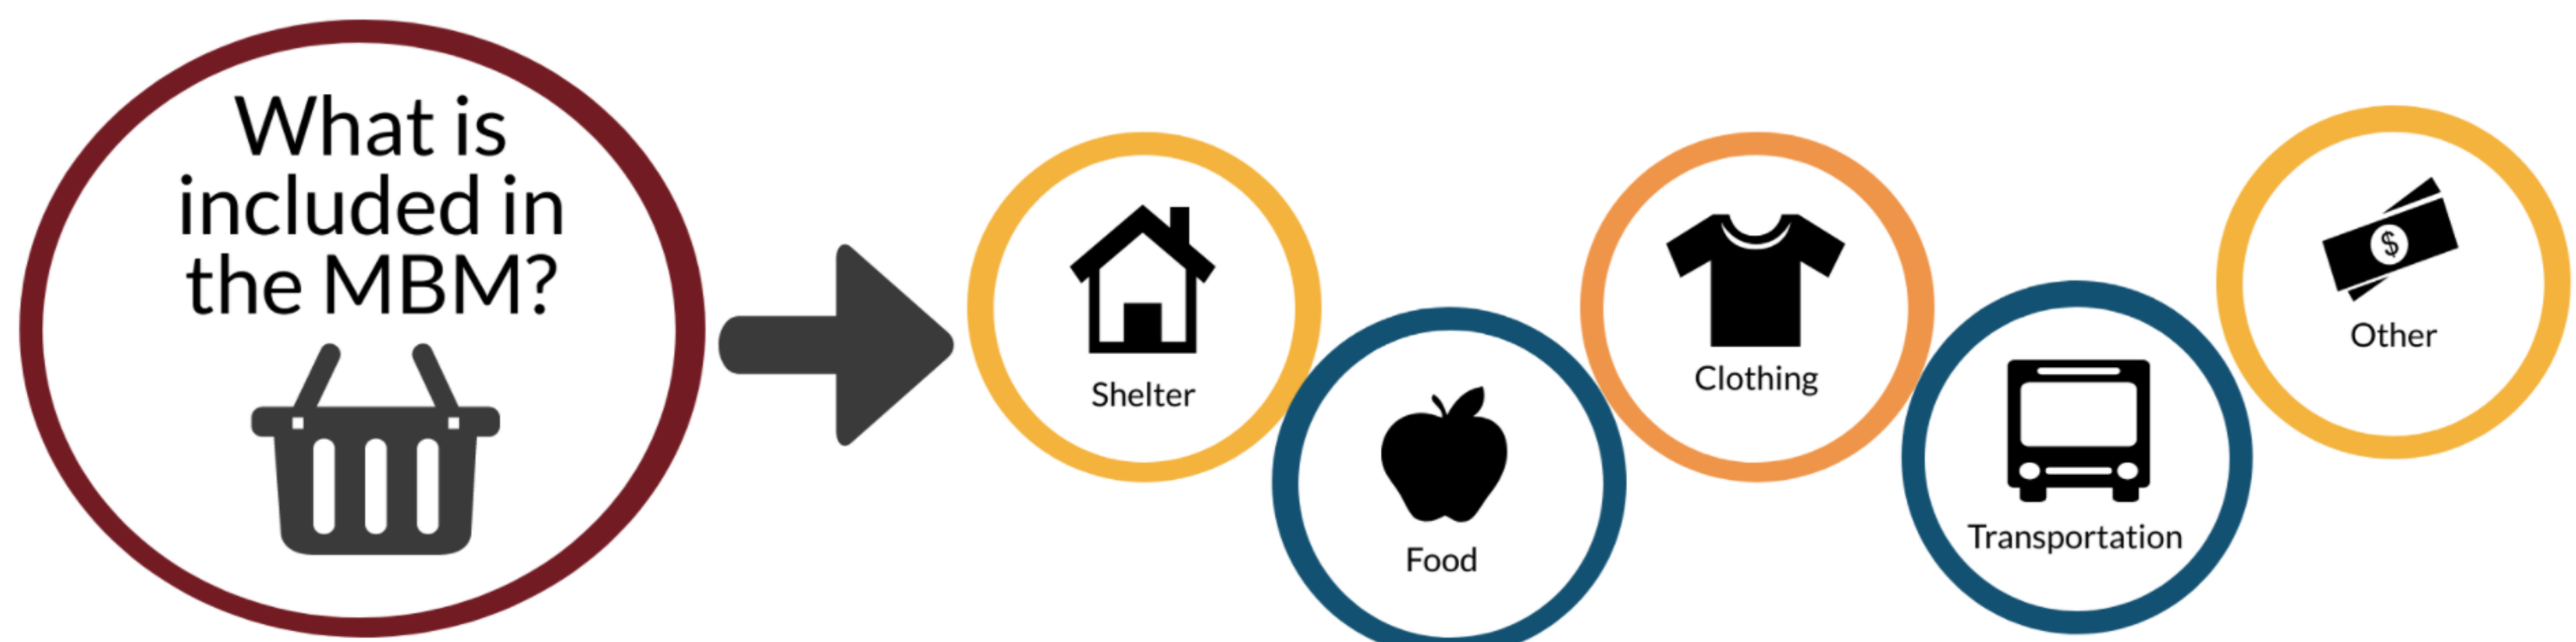 What is
included in
the MBM?
Shelter
Food
Clothing
Transportation
$
Other